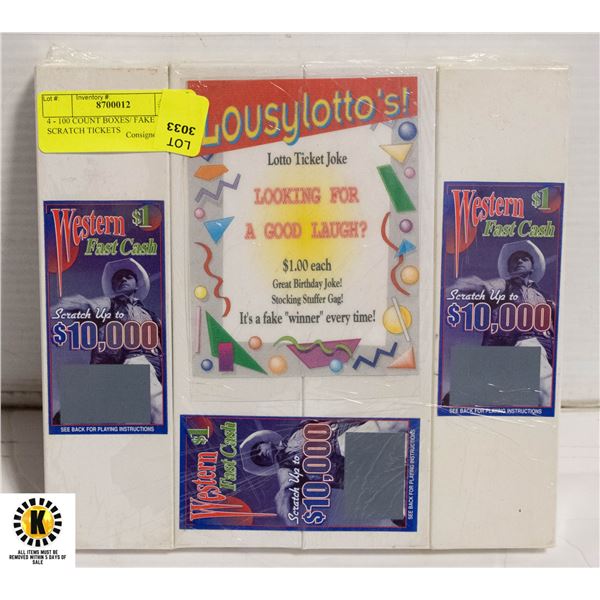 Lot #:
Inventory #:
8700012
4 - 100 COUNT BOXES/ FAKE
SCRATCH TICKETS
Consigne
LOT
3033
Lousylotto's!
Lotto Ticket Joke
LOOKING FOR
A GOOD LAUGH?
$1.00 each
Great Birthday Joke!
Stocking Stuffer Gag!
It's a fake "winner" every time!
Western $1
Fast Cash
Scratch Up to
$10,000
SEE BACK FOR PLAYING INSTRUCTIONS
Western $1
Fast Cash
Scratch Up to
$10,000
SEE BACK FOR PLAYING INSTRUCTIONS
Western $1
Fast Cash
Scratch Up to
$10,000
SEE BACK FOR PLAYING INSTRUCTIONS
K
ALL ITEMS MUST BE
REMOVED WITHIN 5 DAYS OF
SALE